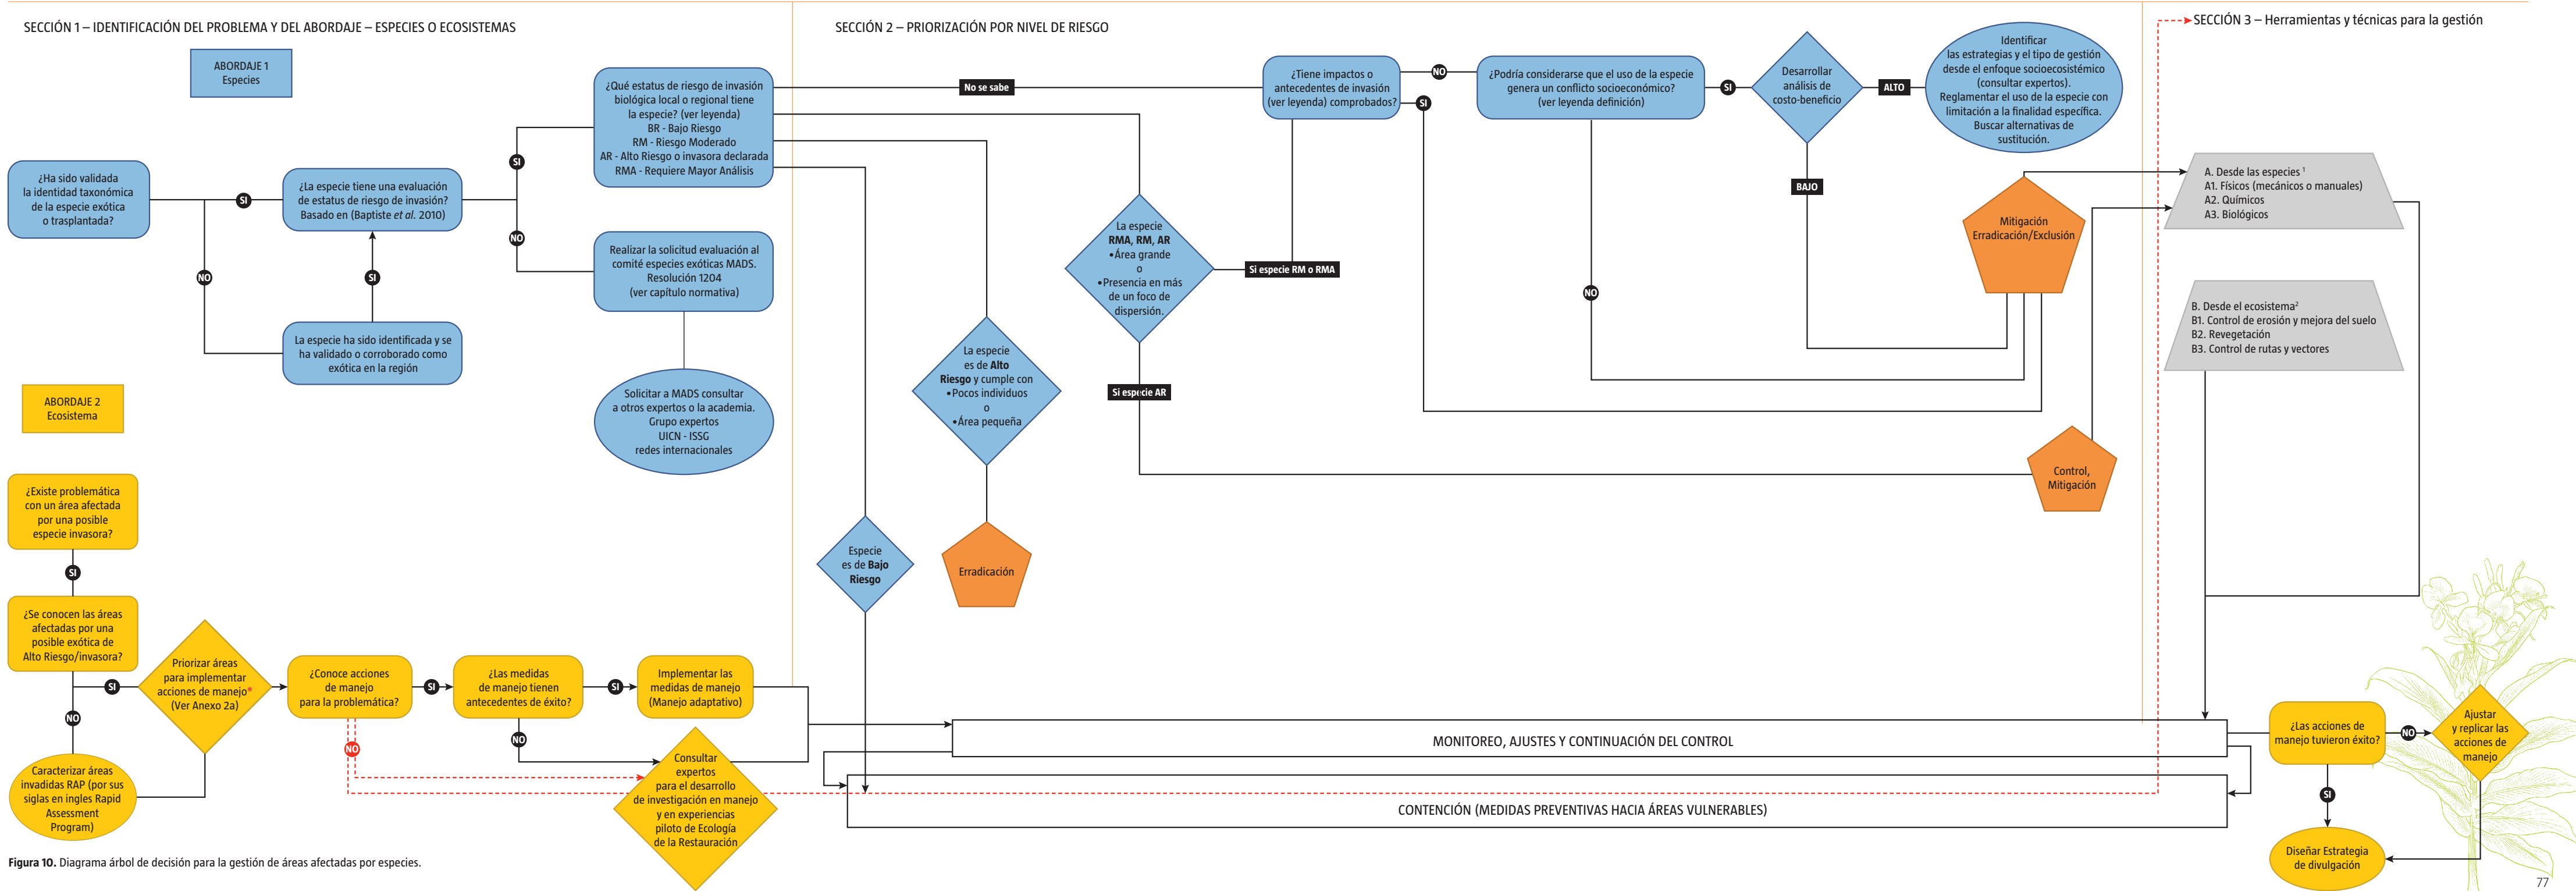 SECCIÓN 1 – IDENTIFICACIÓN DEL PROBLEMA Y DEL ABORDAJE – ESPECIES O ECOSISTEMAS
ABORDAJE 1
Especies
¿Ha sido validada
la identidad taxonómica
de la especie exótica
o trasplantada?
SI
NO
¿La especie tiene una evaluación
de estatus de riesgo de invasión?
Basado en (Baptiste et al. 2010)
SI
La especie ha sido identificada y se
ha validado o corroborado como
exótica en la región
SI
NO
¿Qué estatus de riesgo de invasión
biológica local o regional tiene
la especie? (ver leyenda)
BR - Bajo Riesgo
RM - Riesgo Moderado
AR - Alto Riesgo o invasora declarada
RMA - Requiere Mayor Análisis
Realizar la solicitud evaluación al
comité especies exóticas MADS.
Resolución 1204
(ver capítulo normativa)
Solicitar a MADS consultar
a otros expertos o la academia.
Grupo expertos
UICN - ISSG
redes internacionales
ABORDAJE 2
Ecosistema
¿Existe problemática
con un área afectada
por una posible
especie invasora?
SI
¿Se conocen las áreas
afectadas por una
posible exótica de
Alto Riesgo/invasora?
SI
NO
Caracterizar áreas
invadidas RAP (por sus
siglas en ingles Rapid
Assessment
Program)
Priorizar áreas
para implementar
acciones de manejo*
(Ver Anexo 2a)
¿Conoce acciones
de manejo
para la problemática?
SI
NO
¿Las medidas
de manejo tienen
antecedentes de éxito?
SI
NO
Implementar las
medidas de manejo
(Manejo adaptativo)
Consultar
expertos
para el desarrollo
de investigación en manejo
y en experiencias
piloto de Ecología
de la Restauración
SECCIÓN 2 – PRIORIZACIÓN POR NIVEL DE RIESGO
No se sabe
¿Tiene impactos o
antecedentes de invasión
(ver leyenda) comprobados?
NO
SI
¿Podría considerarse que el uso de la especie
genera un conflicto socioeconómico?
(ver leyenda definición)
SI
NO
Desarrollar
análisis de
costo-beneficio
ALTO
BAJO
Identificar
las estrategias y el tipo de gestión
desde el enfoque socioecosistémico
(consultar expertos).
Reglamentar el uso de la especie con
limitación a la finalidad específica.
Buscar alternativas de
sustitución.
La especie
RMA, RM, AR
•Área grande
o
•Presencia en más
de un foco de
dispersión.
Si especie RM o RMA
Si especie AR
La especie
es de Alto
Riesgo y cumple con
•Pocos individuos
o
•Área pequeña
Especie
es de Bajo
Riesgo
Erradicación
Mitigación
Erradicación/Exclusión
Control,
Mitigación
SECCIÓN 3 – Herramientas y técnicas para la gestión
A. Desde las especies 1
A1. Físicos (mecánicos o manuales)
A2. Químicos
A3. Biológicos
B. Desde el ecosistema2
B1. Control de erosión y mejora del suelo
B2. Revegetación
B3. Control de rutas y vectores
MONITOREO, AJUSTES Y CONTINUACIÓN DEL CONTROL
CONTENCIÓN (MEDIDAS PREVENTIVAS HACIA ÁREAS VULNERABLES)
¿Las acciones de
manejo tuvieron éxito?
NO
SI
Ajustar
y replicar las
acciones de
manejo
Diseñar Estrategia
de divulgación
Figura 10. Diagrama árbol de decisión para la gestión de áreas afectadas por especies.
77